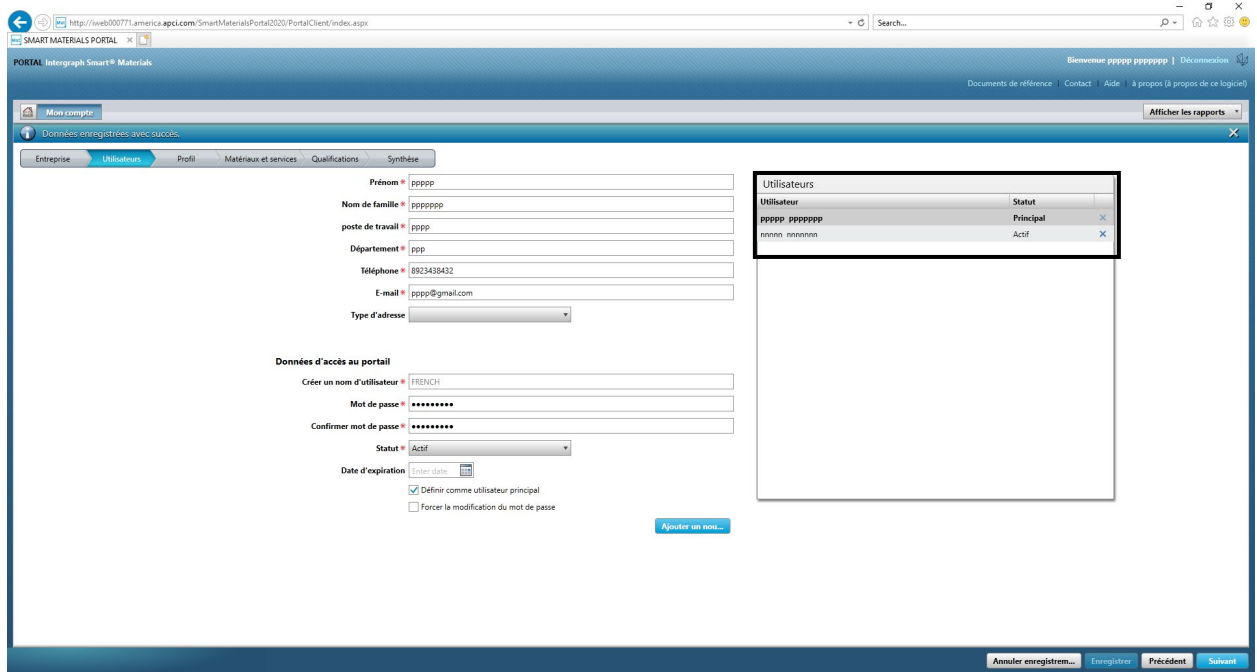 http://iweb000771.america.apci.com/SmartMaterialsPortal2020/PortalClient/index.aspx
Search...
SMART MATERIALS PORTAL
PORTAL Intergraph Smart® Materials
Bienvenue ppppp ppppppp | Déconnexion
Documents de référence | Contact | Aide | à propos (à propos de ce logiciel)
Mon compte
Afficher les rapports
Données enregistrées avec succès.
Entreprise Utilisateurs Profil Matériaux et services Qualifications Synthèse
Prénom * ppppp
Nom de famille * ppppppp
poste de travail * pppp
Département * ppp
Téléphone * 8923438432
E-mail * pppp@gmail.com
Type d'adresse
Données d'accès au portail
Créer un nom d'utilisateur * FRENCH
Mot de passe * •••••••••
Confirmer mot de passe * •••••••••
Statut * Actif
Date d'expiration Enter date
Définir comme utilisateur principal
Forcer la modification du mot de passe
Ajouter un nou...
Utilisateurs
Utilisateur Statut
ppppp ppppppp Principal
Actif
Annuler enregistrem... Enregistrer Précédent Suivant